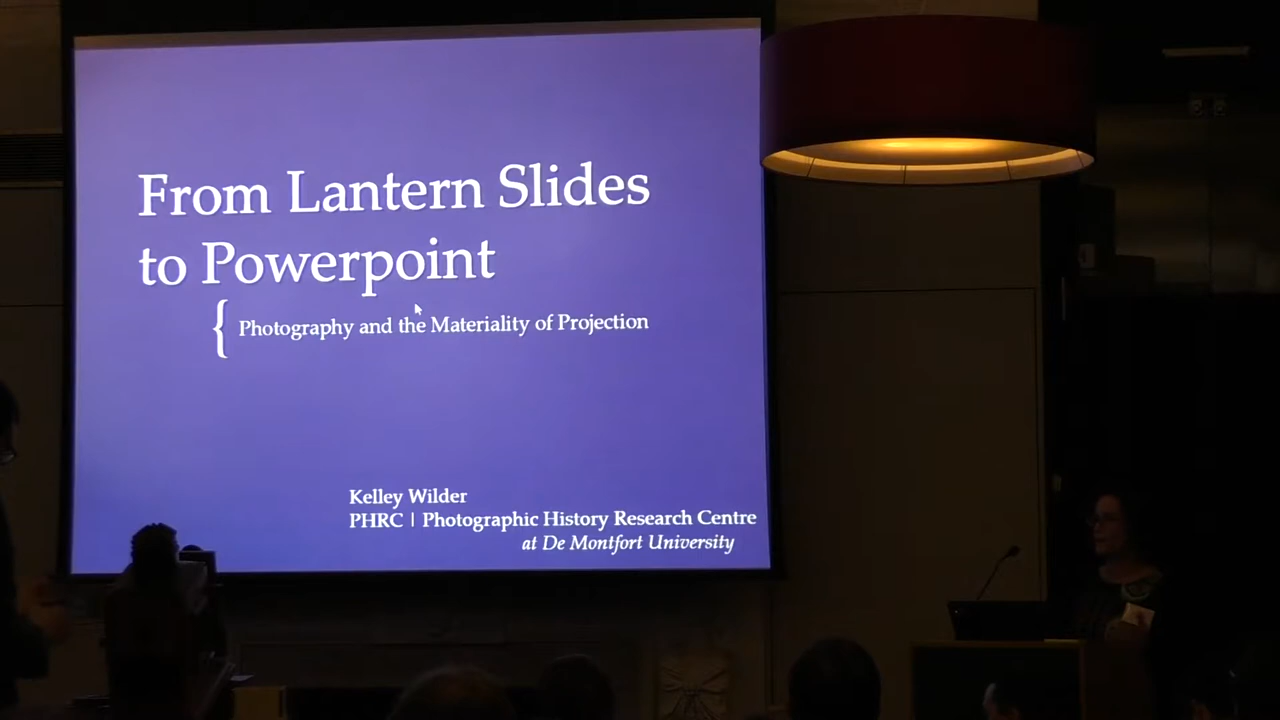 From Lantern Slides
to Powerpoint
{ Photography and the Materiality of Projection
Kelley Wilder
PHRC | Photographic History Research Centre
at De Montfort University